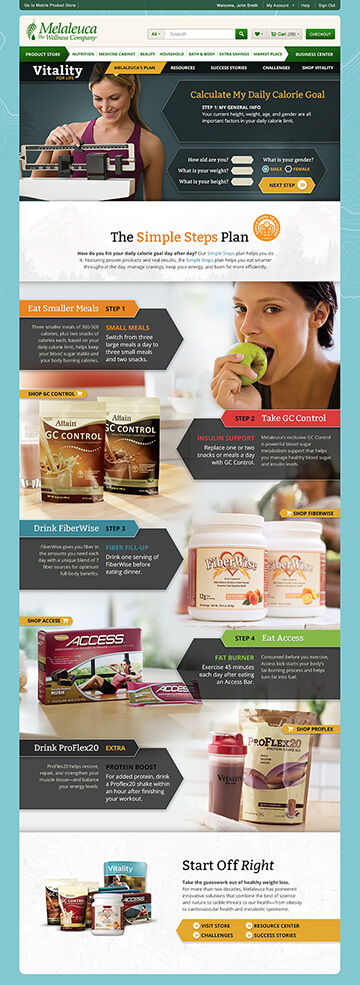 Go to Mobile Product Store
Welcome, John Smith
My Account
Help
Sign Out
Melaleuca
The Wellness Company
All
Search
Cart
CHECKOUT
PRODUCT STORE
NUTRITION
MEDICINE CABINET
BEAUTY
HOUSEHOLD
BATH & BODY
EXTRA SAVINGS
MARKET PLACE
BUSINESS CENTER
Vitality
FOR LIFE
MELALEUCA'S PLAN
RESOURCES
SUCCESS STORIES
CHALLENGES
SHOP VITALITY
Calculate My Daily Calorie Goal
STEP 1: MY GENERAL INFO
Your current height, weight, age, and gender are all
important factors in your daily calorie limit.
How old are you?
What is your gender?
What is your weight?
MALE
FEMALE
What is your height?
NEXT STEP
The Simple Steps Plan
How do you hit your daily calorie goal day after day? Our Simple Steps plan helps you do
it. Featuring proven products and real results, the Simple Steps plan helps you eat smarter
throughout the day, manage cravings, keep your energy, and burn fat more efficiently.
Eat Smaller Meals
STEP 1
Three smaller meals of 300-500
calories, plus two snacks of
calories each, based on your
daily calorie limit, helps keep
your blood sugar stable and
your body burning calories.
SMALL MEALS
Switch from three
large meals a day to
three small meals
and two snacks.
SHOP GC CONTROL
Attain
GC CONTROL
Attain
GC CONTROL
STEP 2
Take GC Control
INSULIN SUPPORT
Replace one or two
snacks or meals a day
with GC Control.
Melaleuca's exclusive GC Control
is powerful blood sugar
metabolism support that helps
you manage healthy blood sugar
and insulin levels.
SHOP FIBERWISE
Drink FiberWise
STEP 3
FiberWise gives you fiber in
the amounts you need each
day with a unique blend of 7
fiber sources for optimum
full-body benefits.
FIBER FILL-UP
Drink one serving of
FiberWise before
eating dinner.
FiberWise
12g
FiberWise
SHOP ACCESS
ACCESS
ACCESS
STEP 4
Eat Access
FAT BURNER
Exercise 45 minutes
each day after eating
an Access Bar.
Consumed before you exercise,
Access kick-starts your body's
fat-burning process and helps
turn fat into fuel.
SHOP PROFLEX
Drink ProFlex20
EXTRA
ProFlex20 helps restore,
repair, and strengthen your
muscle tissue—and balance
your energy levels.
PROTEIN BOOST
For added protein, drink
a ProFlex20 shake within
an hour after finishing
your workout.
PROFLEX20
VITALITY
Vitality
GC CONTROL
Start Off Right
Take the guesswork out of healthy weight loss.
For more than two decades, Melaleuca has pioneered
innovative solutions that combine the best of science
and nature to tackle threats to our health—from obesity
to cardiovascular health and metabolic syndrome.
VISIT STORE
RESOURCE CENTER
CHALLENGES
SUCCESS STORIES